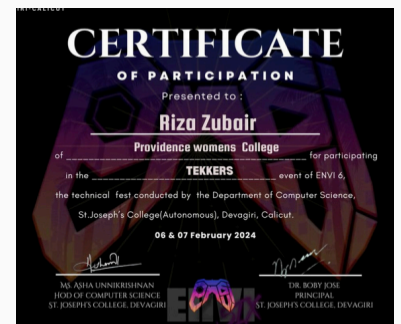 CERTIFICATE
OF PARTICIPATION
Presented to :
Riza Zubair
Providence womens College
of for participating
TEKKERS
in the event of ENVI 6,
the technical fest conducted by the Department of Computer Science,
St.Joseph's College(Autonomous), Devagiri, Calicut.
06 & 07 February 2024
MS. ASHA UNNIKRISHNAN
HOD OF COMPUTER SCIENCE
ST. JOSEPH'S COLLEGE, DEVAGIRI
DR. BOBY JOSE
PRINCIPAL
ST. JOSEPH'S COLLEGE, DEVAGIRI
ENVI